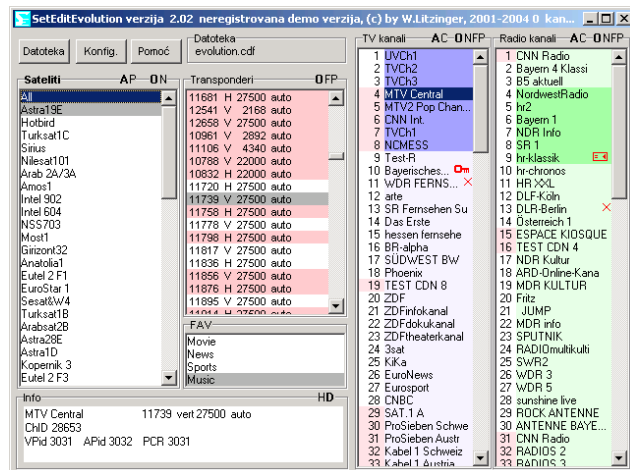 SetEditEvolution verzija 2.02 neregistrovana demo verzija, (c) by W.Litzinger, 2001-2004 0 kan...
Datoteka
Konfig.
Pomoć
Datoteka
evolution.cdf
Sateliti AP ON
All
Astra19E
Hotbird
Turksat1C
Sirius
Nilesat101
Arab 2A/3A
Amos1
Intel 902
Intel 604
NSS703
Most1
Girizont32
Anatolia1
Eutel 2 F1
EuroStar 1
Sesat&W4
Turksat1B
Arabsat2B
Astra28E
Astra1D
Kopernik 3
Eutel 2 F3
Transponderi OFP
11681 H 27500 auto
12541 V 2168 auto
12658 V 27500 auto
10961 V 2892 auto
11106 V 4340 auto
10788 V 22000 auto
10832 H 22000 auto
11720 H 27500 auto
11739 V 27500 auto
11758 H 27500 auto
11778 V 27500 auto
11798 H 27500 auto
11817 V 27500 auto
11836 H 27500 auto
11856 V 27500 auto
11876 H 27500 auto
11895 V 27500 auto
11914 H 27500 auto
FAV
Movie
News
Sports
Music
Info HD
MTV Central 11739 vert 27500 auto
ChID 28653
VPid 3031 APid 3032 PCR 3031
TV kanali AC ONFP
1 UVCh1
2 TVCh2
3 TVCh3
4 MTV Central
5 MTV2 Pop Chan...
6 CNN Int.
7 TVCh1
8 NCMESS
9 Test-R
10 Bayerisches...
11 WDR FERNS...
12 arte
13 SR Fernsehen Su
14 Das Erste
15 hessen fernsehe
16 BR-alpha
17 SÜDWEST BW
18 Phoenix
19 TEST CDN 8
20 ZDF
21 ZDFinfokanal
22 ZDFdokukanal
23 ZDFtheaterkanal
24 3sat
25 KiKa
26 EuroNews
27 Eurosport
28 CNBC
29 SAT.1 A
30 ProSieben Schwe
31 ProSieben Austr
32 Kabel 1 Schweiz
33 Kabel 1 Austria
Radio kanali AC ONFP
1 CNN Radio
2 Bayern 4 Klassi
3 B5 aktuell
4 NordwestRadio
5 hr2
6 Bayern 1
7 NDR Info
8 SR 1
9 hr-klassik
10 hr-chronos
11 HR XXL
12 DLF-Köln
13 DLR-Berlin
14 Österreich 1
15 ESPACE KIOSQUE
16 TEST CDN 4
17 NDR Kultur
18 ARD-Online-Kana
19 MDR KULTUR
20 Fritz
21 JUMP
22 MDR info
23 SPUTNIK
24 RADIOmultikulti
25 SWR2
26 WDR 3
27 WDR 5
28 sunshine live
29 ROCK ANTENNE
30 ANTENNE BAYE...
31 CNN Radio
32 RADIOS 2
33 RADIOS 3